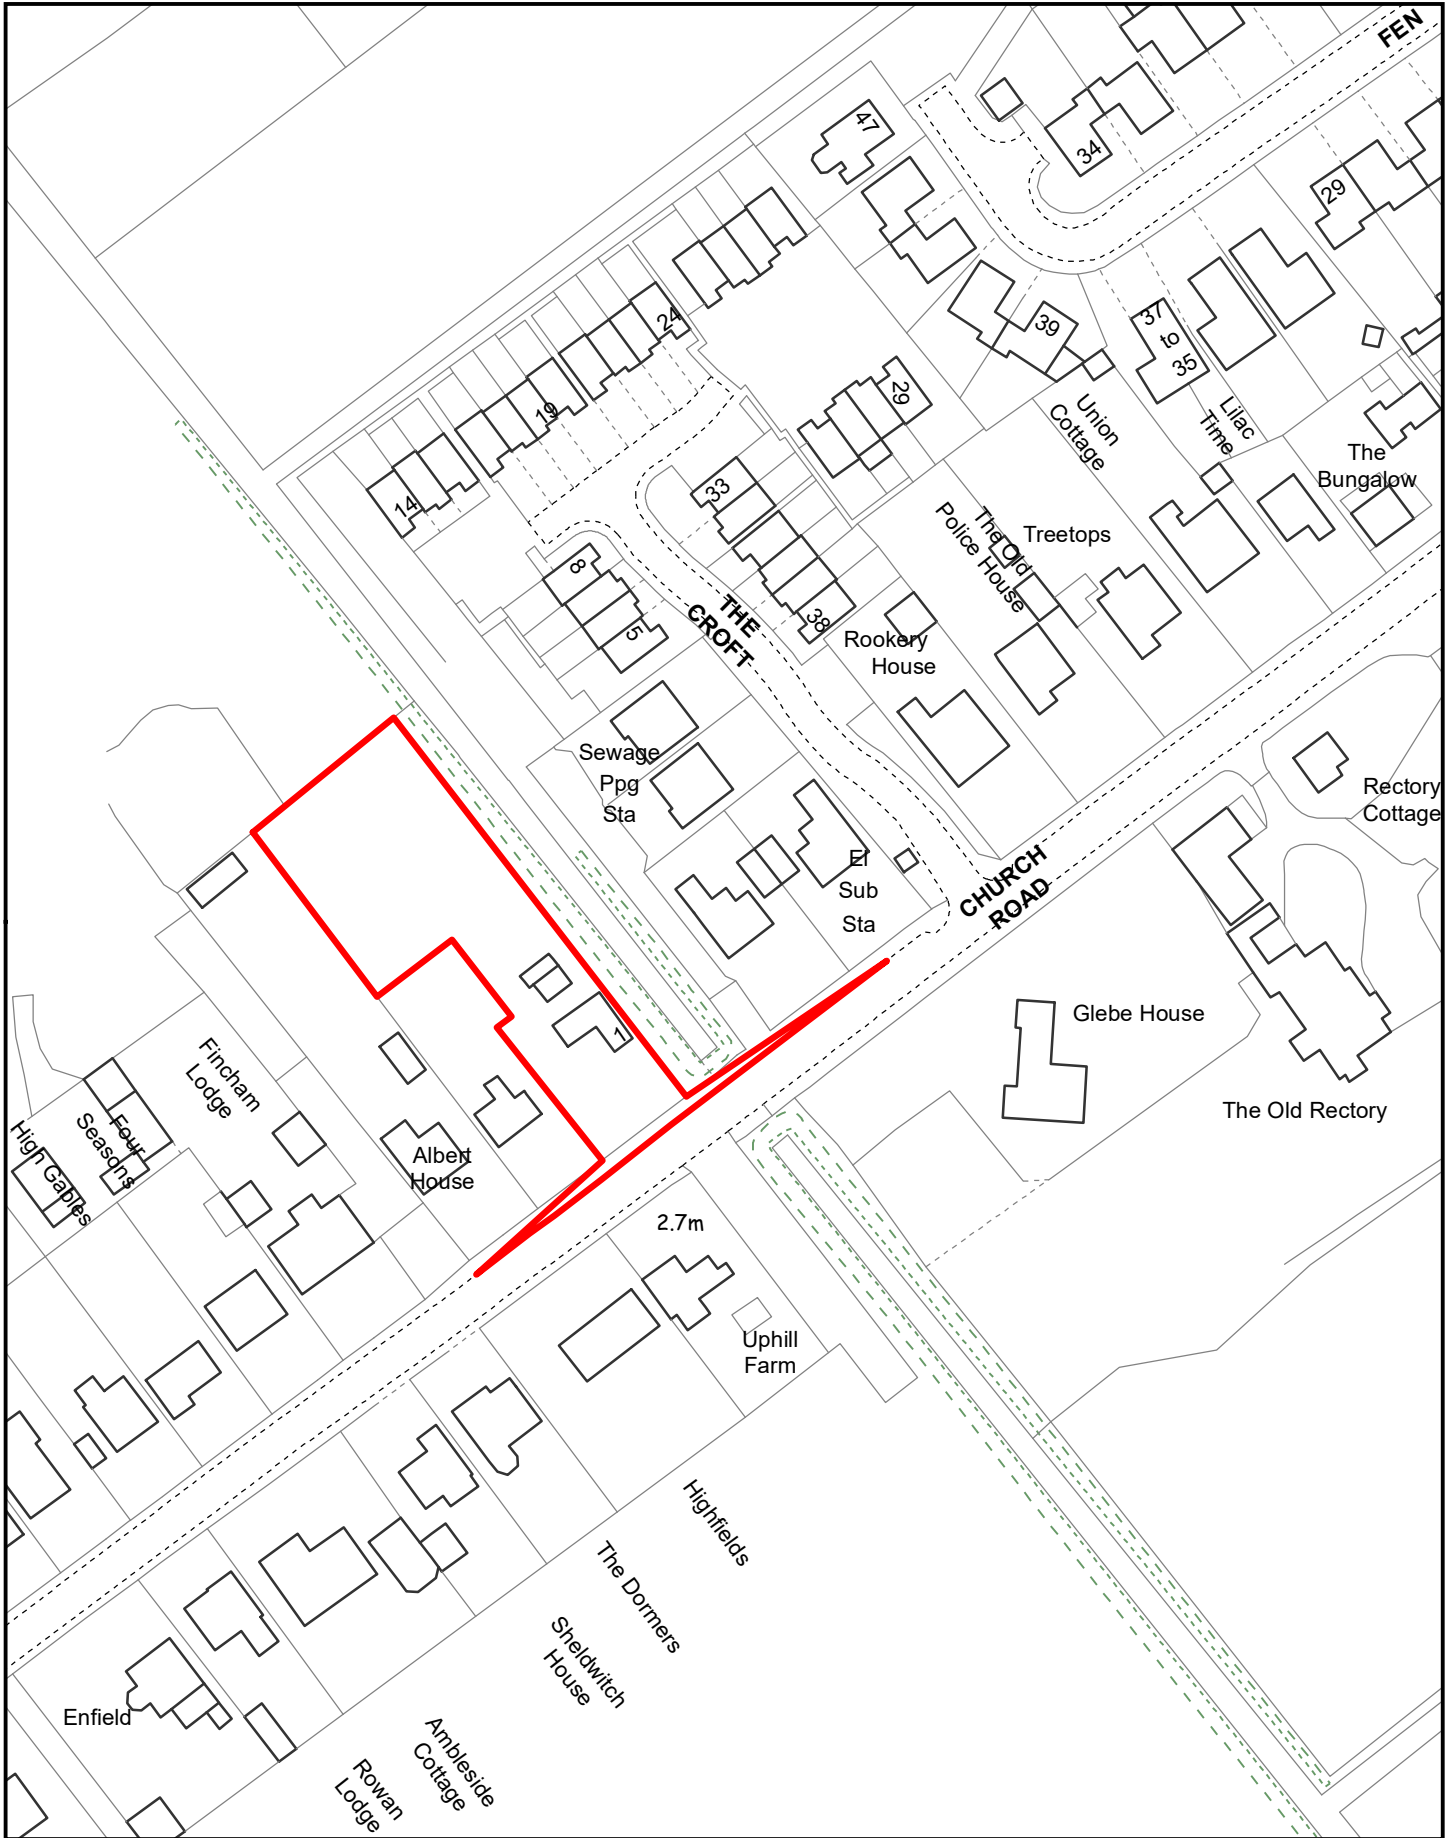 FEN
47
34
29
24
39
37
to
35
19
29
Union
Cottage
Lilac
Time
The
Bungalow
14
33
The Old
Police House
Treetops
8
5
THE
CROFT
38
Rookery
House
Sewage
Ppg
Sta
Rectory
Cottage
El
Sub
Sta
CHURCH
ROAD
1
Glebe House
The Old Rectory
Fincham
Lodge
Four
Seasons
High Gables
Albert
House
2.7m
Uphill
Farm
Highfields
The Dormers
Sheldwitch
House
Enfield
Ambleside
Cottage
Rowan
Lodge